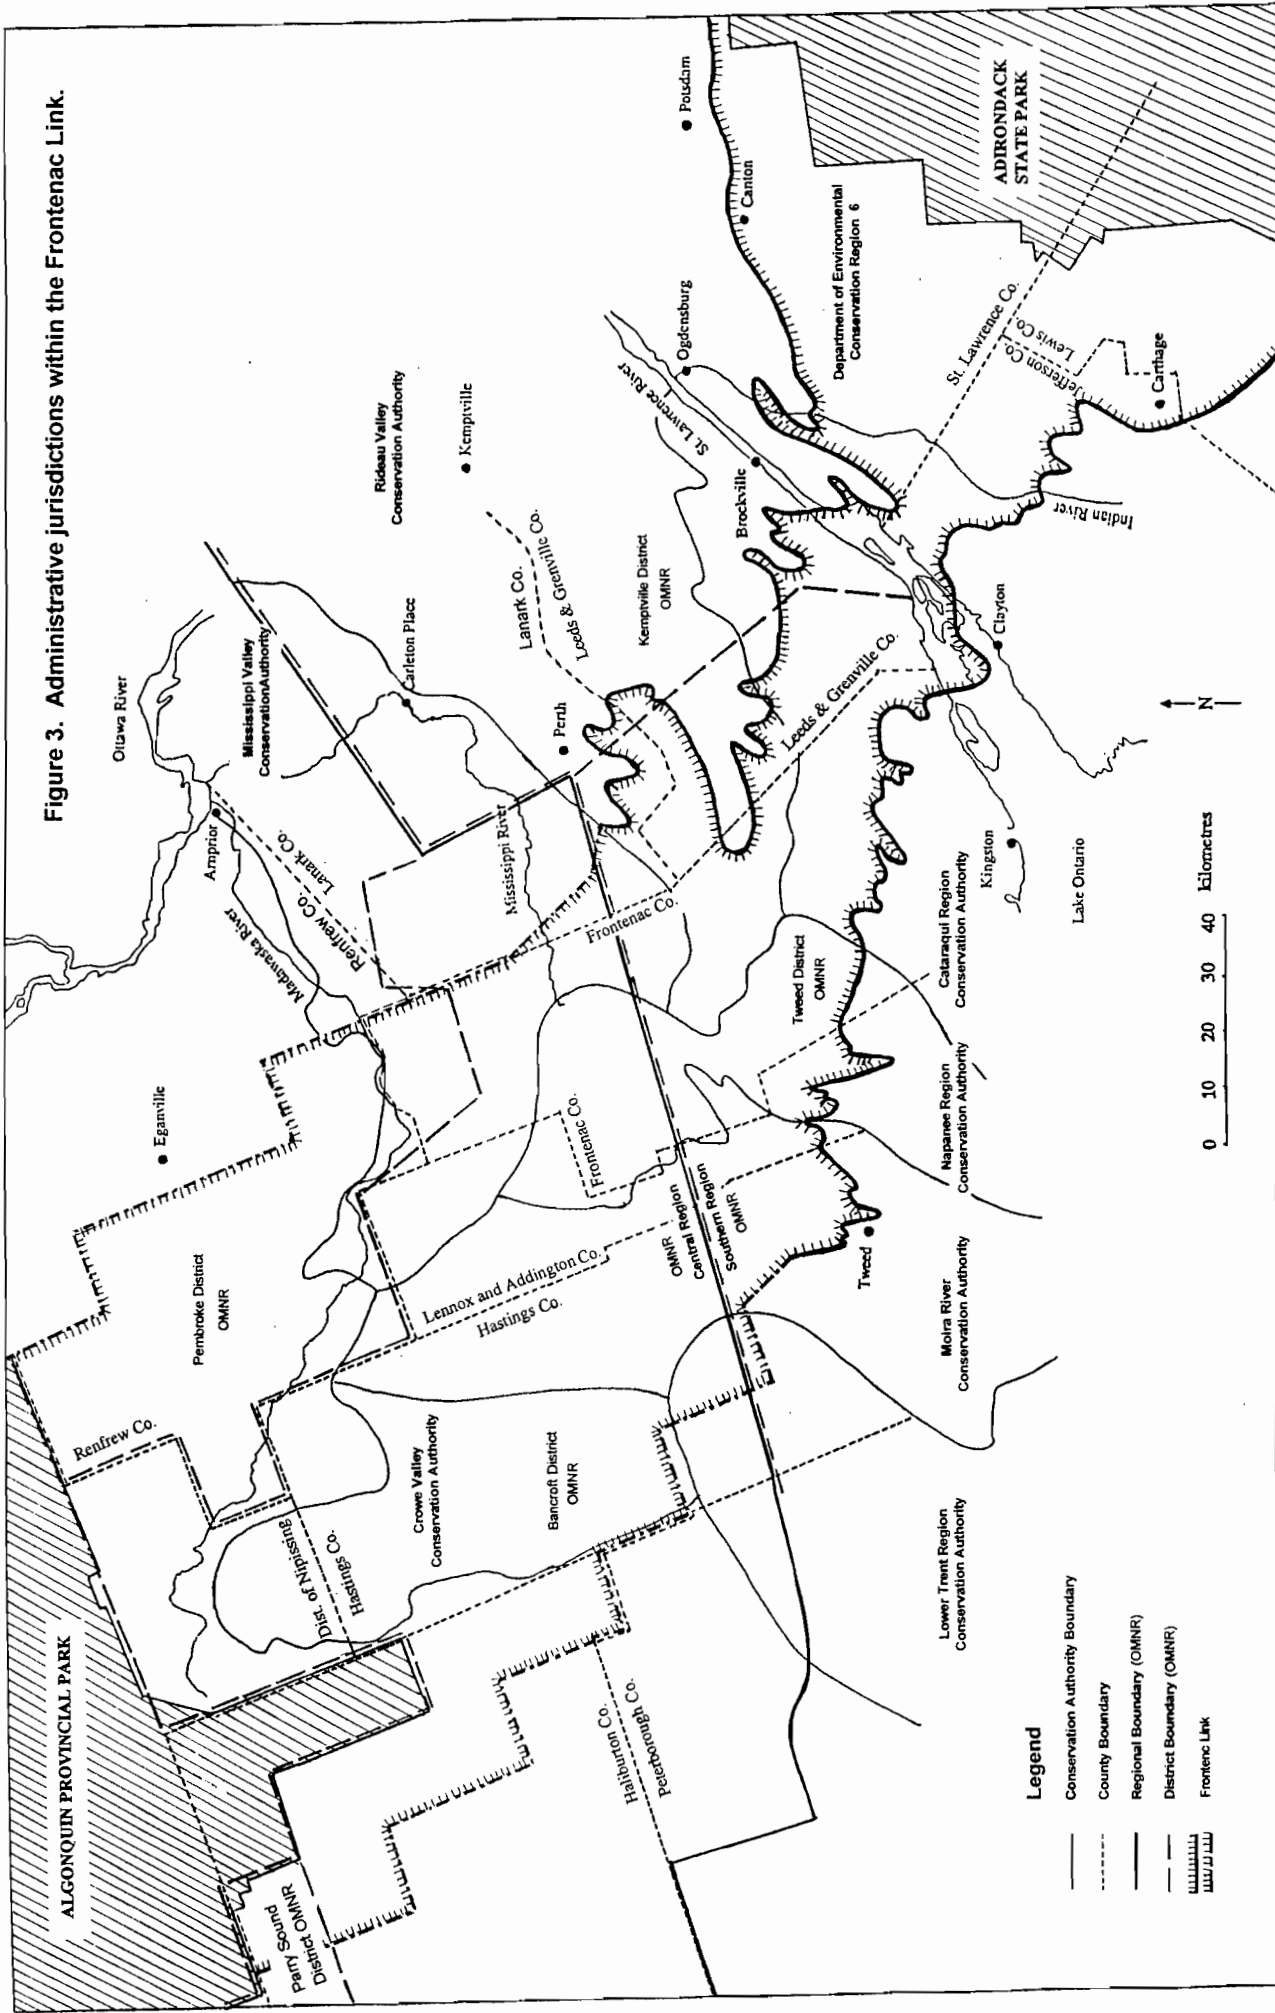 Figure 3. Administrative jurisdictions within the Frontenac Link.
ALGONQUIN PROVINCIAL PARK
Parry Sound
District OMNR
Renfrew Co.
Dist. of Nipissing
Hastings Co.
Pembroke District
OMNR
Eganville
Madawaska River
Arnprior
Ottawa River
Renfrew Co.
Lanark Co.
Mississippi Valley
ConservationAuthority
Carleton Place
Rideau Valley
Conservation Authority
Kemptville
Crowe Valley
Conservation Authority
Bancroft District
OMNR
Haliburton Co.
Peterborough Co.
Lennox and Addington Co.
Hastings Co.
Frontenac Co.
Mississippi River
Frontenac Co.
Perth
Lanark Co.
Leeds & Grenville Co.
Kemptville District
OMNR
OMNR
Central Region
Southern Region
OMNR
Tweed District
OMNR
Leeds & Grenville Co.
Brockville
St. Lawrence River
Ogdensburg
Potsdam
Canton
Department of Environmental
Conservation Region 6
ADIRONDACK
STATE PARK
St. Lawrence Co.
Lewis Co.
Jefferson Co.
Carthage
Indian River
Clayton
Kingston
Lake Ontario
Tweed
Lower Trent Region
Conservation Authority
Moira River
Conservation Authority
Napanee Region
Conservation Authority
Cataraqui Region
Conservation Authority
N
0 10 20 30 40 kilometres
Legend
Conservation Authority Boundary
County Boundary
Regional Boundary (OMNR)
District Boundary (OMNR)
Frontenc Link